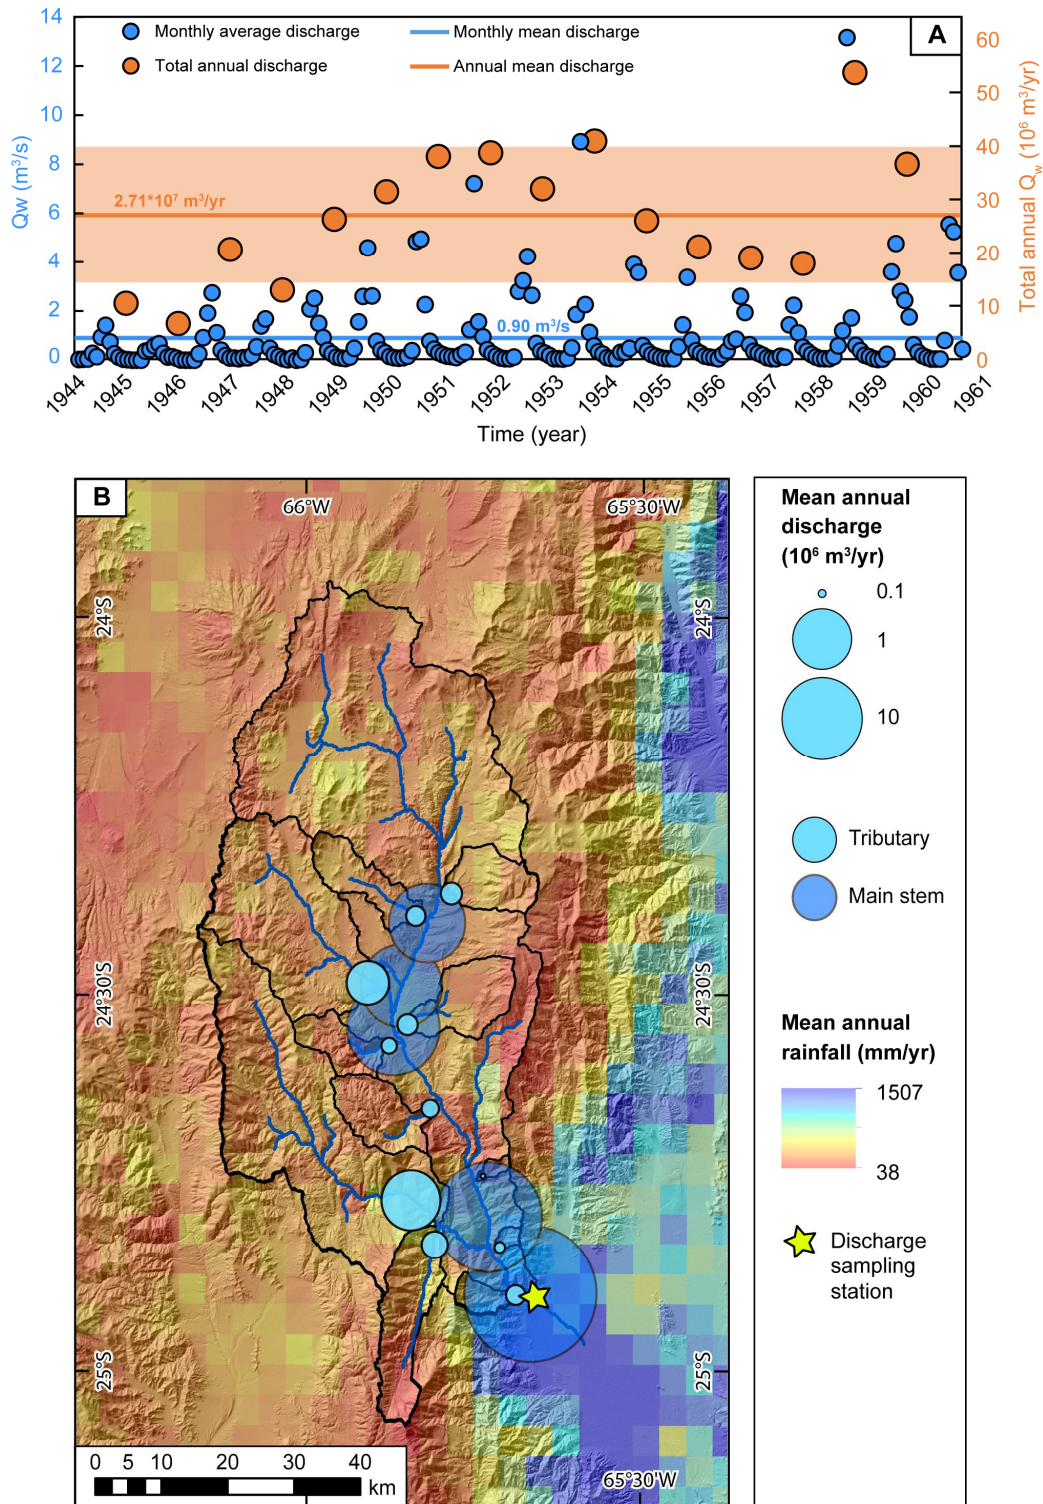 A
Monthly average discharge
Monthly mean discharge
Total annual discharge
Annual mean discharge
Qw (m³/s)
14
12
10
8
6
4
2
0
Total annual Qw (10⁶ m³/yr)
60
50
40
30
20
10
0
2.71*10⁷ m³/yr
0.90 m³/s
1944
1945
1946
1947
1948
1949
1950
1951
1952
1953
1954
1955
1956
1957
1958
1959
1960
1961
Time (year)
B
66°W
65°30'W
24°S
24°S
24°30'S
24°30'S
25°S
25°S
65°30'W
0 5 10 20 30 40
km
Mean annual
discharge
(10⁶ m³/yr)
0.1
1
10
Tributary
Main stem
Mean annual
rainfall (mm/yr)
1507
38
Discharge
sampling
station